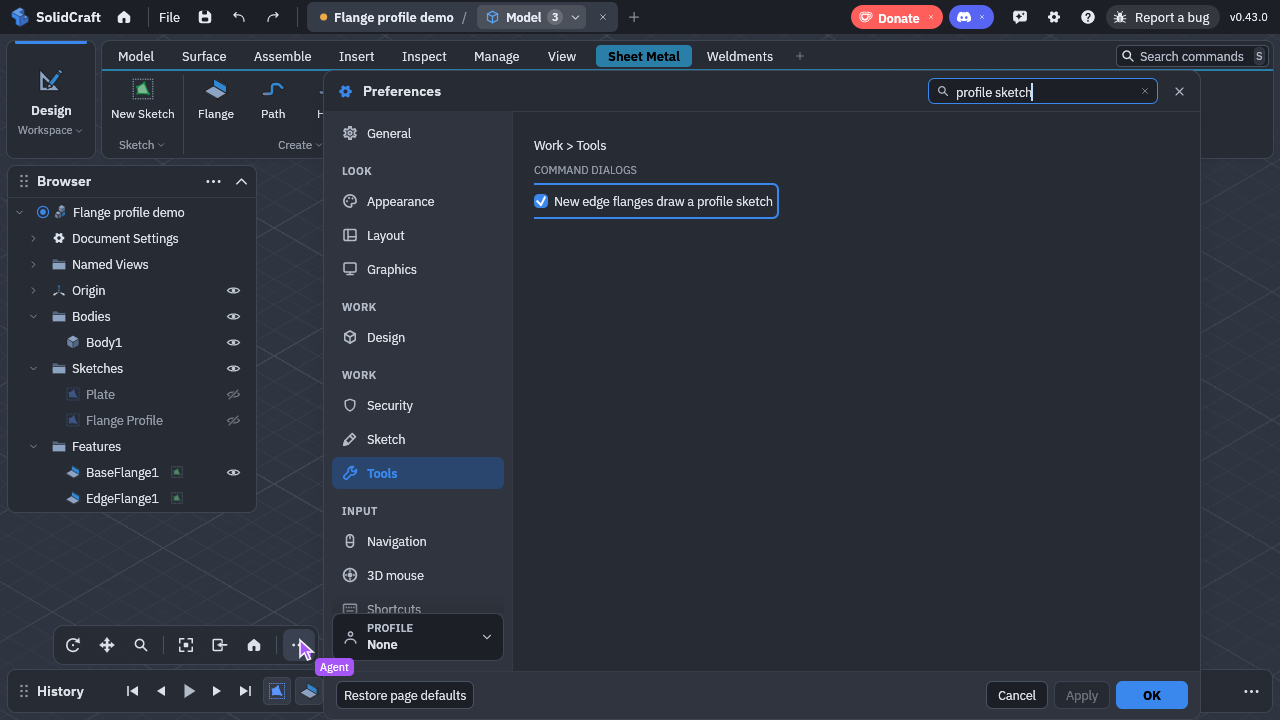 SolidCraft
File
Flange profile demo / Model 3
Donate
Report a bug
v0.43.0
Design
Workspace
Model
Surface
Assemble
Insert
Inspect
Manage
View
Sheet Metal
Weldments
Search commands S
New Sketch
Flange
Path
Sketch
Create
Preferences
profile sketch
General
LOOK
Appearance
Layout
Graphics
WORK
Design
WORK
Security
Sketch
Tools
INPUT
Navigation
3D mouse
Shortcuts
PROFILE
None
Work > Tools
COMMAND DIALOGS
New edge flanges draw a profile sketch
Restore page defaults
Cancel
Apply
OK
Browser
Flange profile demo
Document Settings
Named Views
Origin
Bodies
Body1
Sketches
Plate
Flange Profile
Features
BaseFlange1
EdgeFlange1
Agent
History